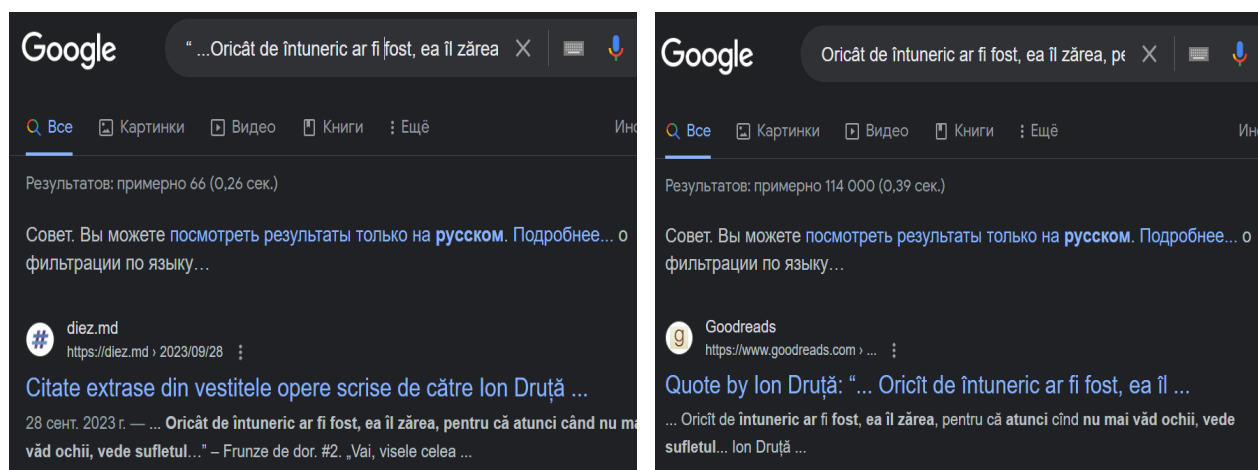 Google
“ ...Oricât de întuneric ar fi fost, ea îl zărea
Все Картинки Видео Книги Ещё
Результатов: примерно 66 (0,26 сек.)
Совет. Вы можете посмотреть результаты только на русском. Подробнее... о
фильтрации по языку…
diez.md
https://diez.md › 2023/09/28
Citate extrase din vestitele opere scrise de către Ion Druță ...
28 сент. 2023 г. — ... Oricât de întuneric ar fi fost, ea îl zărea, pentru că atunci când nu
văd ochii, vede sufletul…” – Frunze de dor. #2. „Vai, visele celea ...
Google
Oricât de întuneric ar fi fost, ea îl zărea,
Все Картинки Видео Книги Ещё
Результатов: примерно 114 000 (0,39 сек.)
Совет. Вы можете посмотреть результаты только на русском. Подробнее... о
фильтрации по языку…
Goodreads
https://www.goodreads.com › ...
Quote by Ion Druță: “... Oricît de întuneric ar fi fost, ea îl ...
... Oricît de întuneric ar fi fost, ea îl zărea, pentru că atunci cînd nu mai văd ochii, vede
sufletul... Ion Druță ...